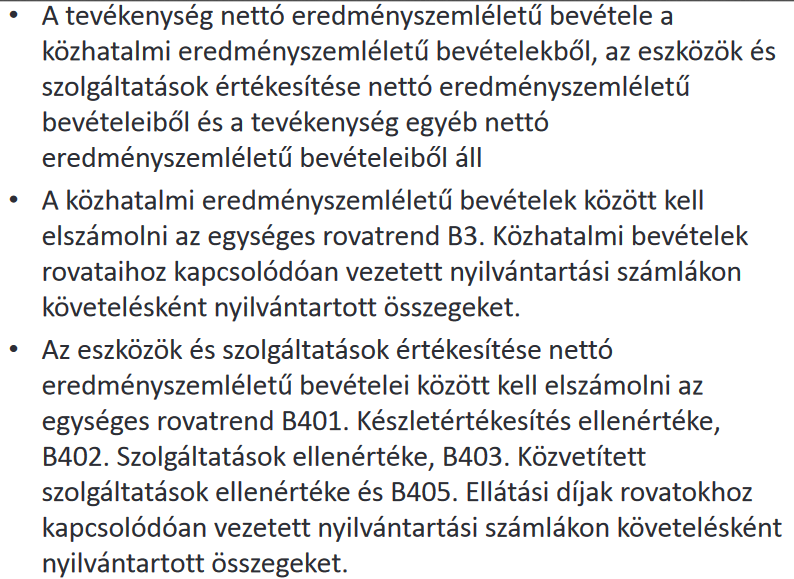 • A tevékenység nettó eredményszemléletű bevétele a
közhatalmi eredményszemléletű bevételekből, az eszközök és
szolgáltatások értékesítése nettó eredményszemléletű
bevételeiből és a tevékenység egyéb nettó
eredményszemléletű bevételeiből áll
• A közhatalmi eredményszemléletű bevételek között kell
elszámolni az egységes rovatrend B3. Közhatalmi bevételek
rovataihoz kapcsolódóan vezetett nyilvántartási számlákon
követelésként nyilvántartott összegeket.
• Az eszközök és szolgáltatások értékesítése nettó
eredményszemléletű bevételei között kell elszámolni az
egységes rovatrend B401. Készletértékesítés ellenértéke,
B402. Szolgáltatások ellenértéke, B403. Közvetített
szolgáltatások ellenértéke és B405. Ellátási díjak rovatokhoz
kapcsolódóan vezetett nyilvántartási számlákon követelésként
nyilvántartott összegeket.